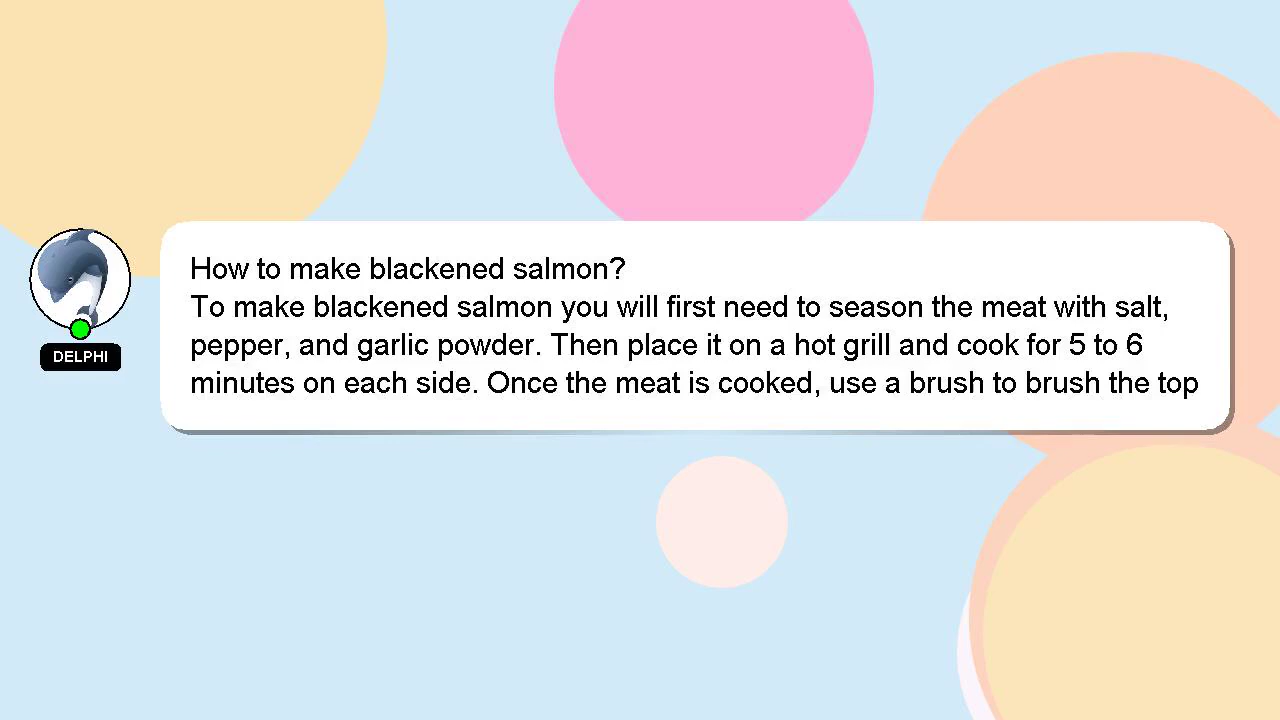 How to make blackened salmon?
To make blackened salmon you will first need to season the meat with salt,
pepper, and garlic powder. Then place it on a hot grill and cook for 5 to 6
minutes on each side. Once the meat is cooked, use a brush to brush the top
DELPHI